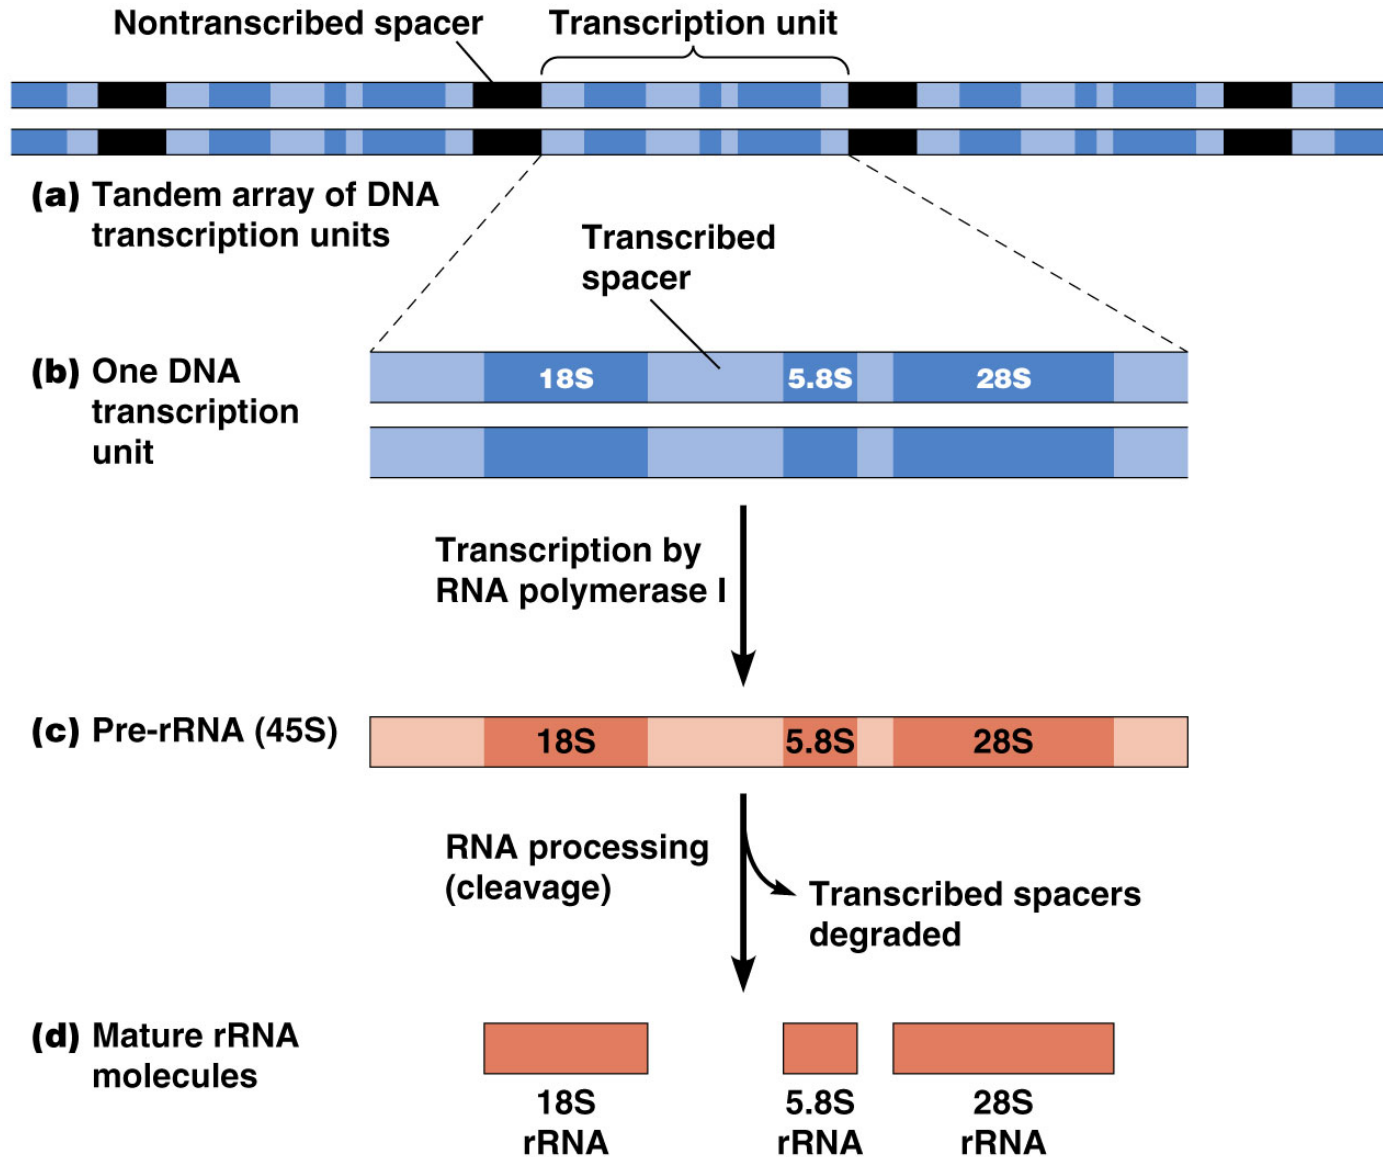 Nontranscribed spacer
Transcription unit
(a) Tandem array of DNA
transcription units
Transcribed
spacer
(b) One DNA
transcription
unit
18S
5.8S
28S
Transcription by
RNA polymerase I
(c) Pre-rRNA (45S)
18S
5.8S
28S
RNA processing
(cleavage)
Transcribed spacers
degraded
(d) Mature rRNA
molecules
18S
rRNA
5.8S
rRNA
28S
rRNA